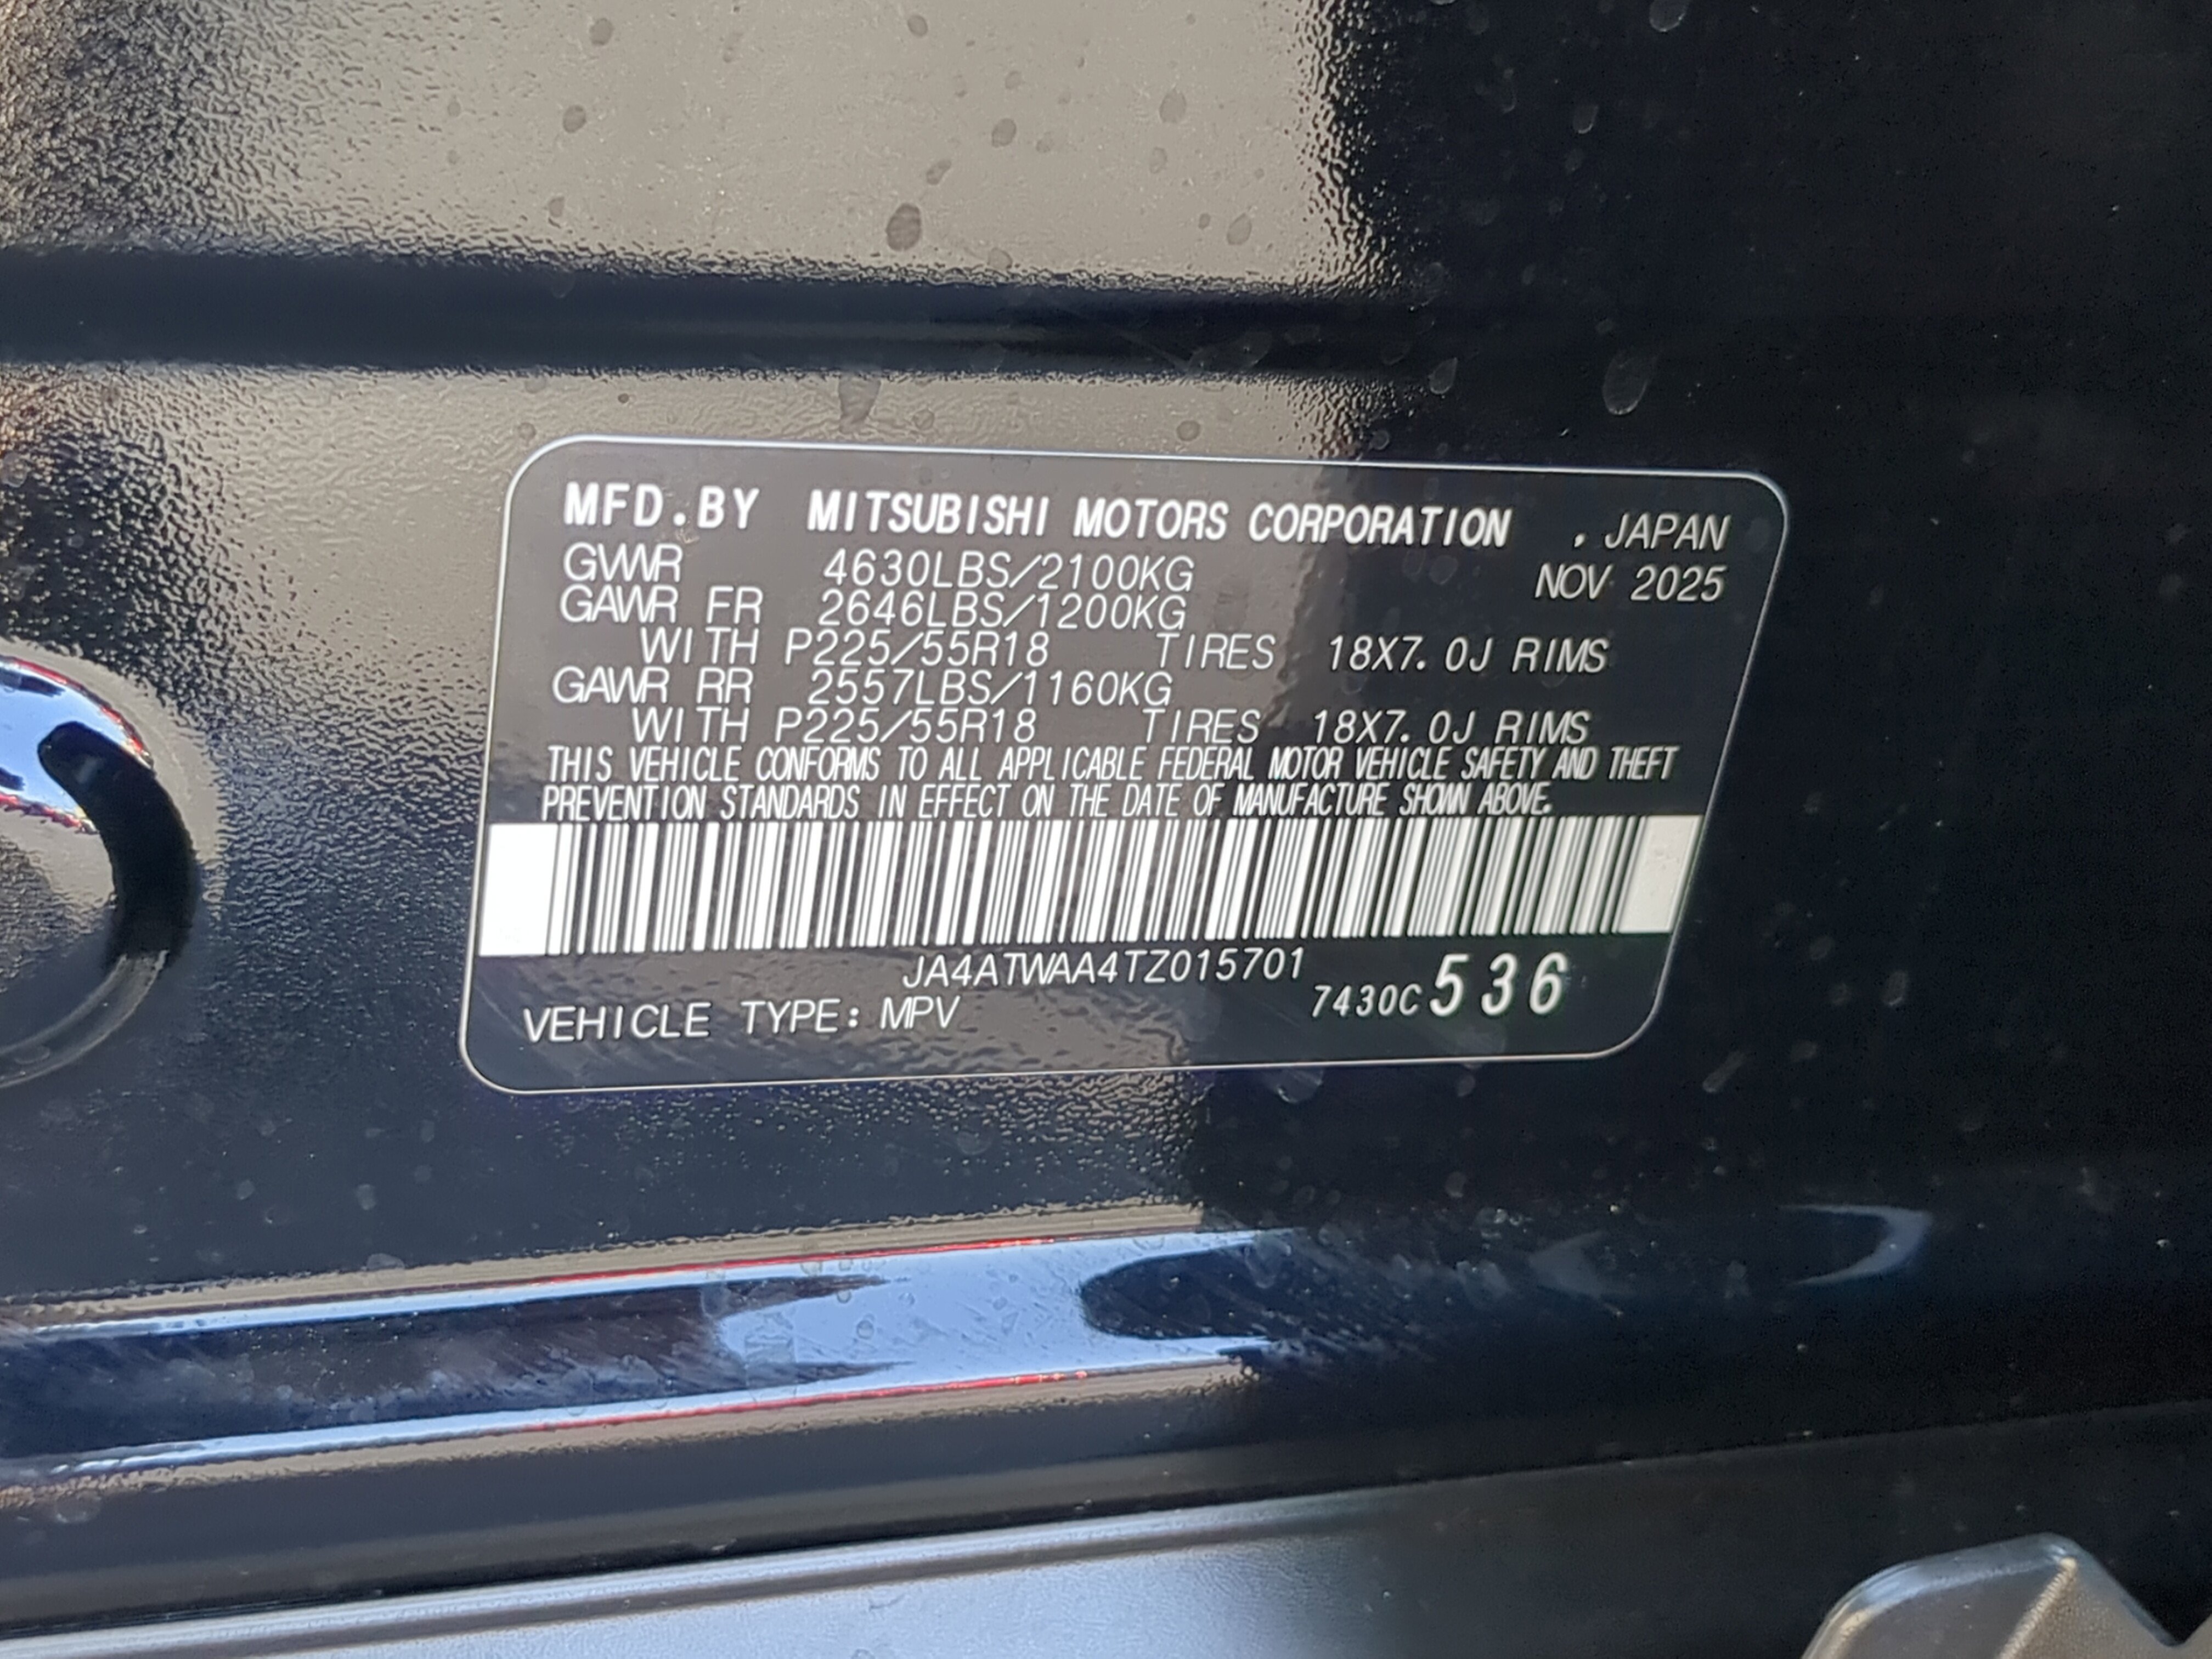 MFD.BY MITSUBISHI MOTORS CORPORATION , JAPAN
GVWR 4630LBS/2100KG NOV 2025
GAWR FR 2646LBS/1200KG
WITH P225/55R18 TIRES 18X7.0J RIMS
GAWR RR 2557LBS/1160KG
WITH P225/55R18 TIRES 18X7.0J RIMS
THIS VEHICLE CONFORMS TO ALL APPLICABLE FEDERAL MOTOR VEHICLE SAFETY AND THEFT
PREVENTION STANDARDS IN EFFECT ON THE DATE OF MANUFACTURE SHOWN ABOVE.
JA4ATWAA4TZ015701
7430C536
VEHICLE TYPE: MPV